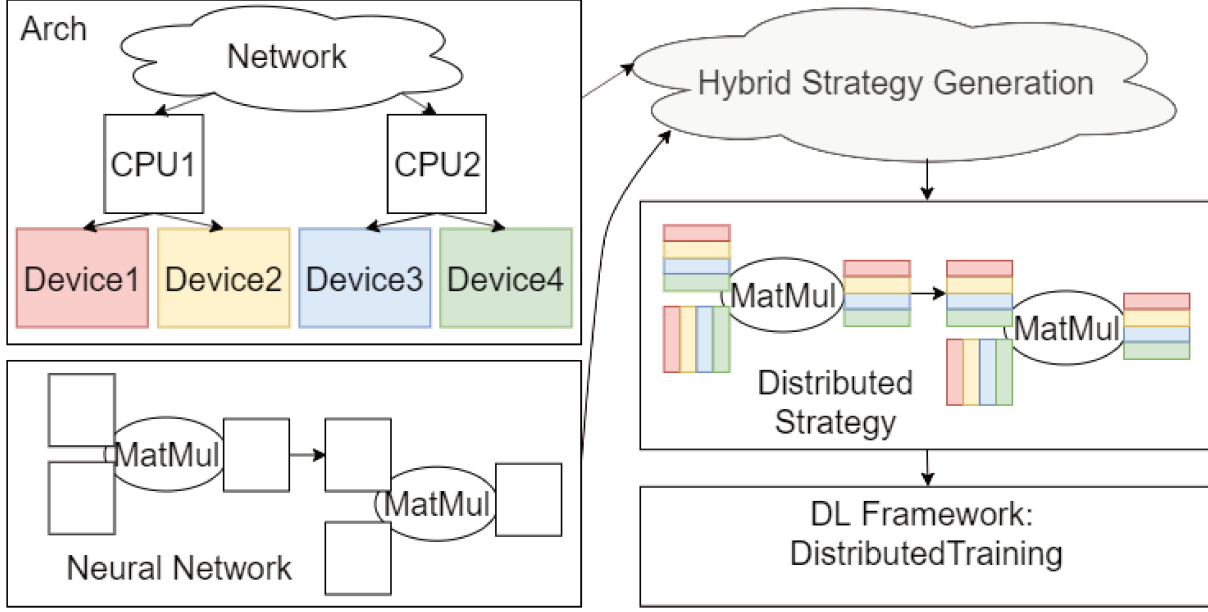 Arch
Network
CPU1
CPU2
Device1
Device2
Device3
Device4
MatMul
MatMul
Neural Network
Hybrid Strategy Generation
MatMul
MatMul
Distributed
Strategy
DL Framework:
DistributedTraining